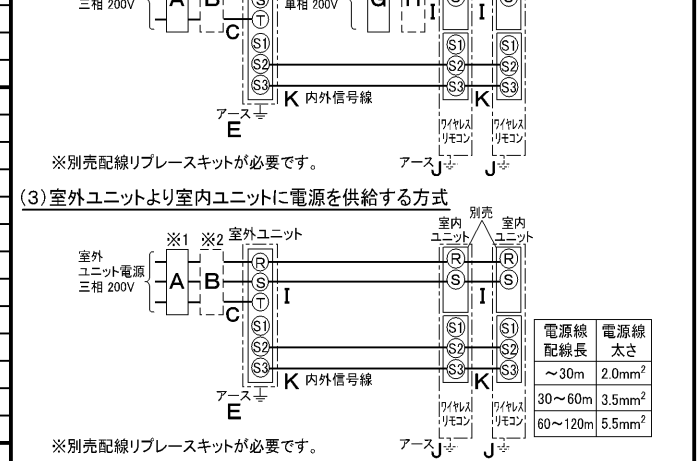 三相 200V
A
B
C
S
T
S1
S2
S3
単相 200V
G
H
I
I
S1
S2
S3
S1
S2
S3
K 内外信号線
K
アース
E
ワイヤレス
リモコン
ワイヤレス
リモコン
アース J
J
※別売配線リプレースキットが必要です。
(3)室外ユニットより室内ユニットに電源を供給する方式
※1 ※2 室外ユニット
別売
室内
ユニット
室内
ユニット
室外
ユニット電源
三相 200V
A
B
C
R
S
T
S1
S2
S3
I
I
R
S
S1
S2
S3
R
S
S1
S2
S3
K 内外信号線
K
アース
E
ワイヤレス
リモコン
ワイヤレス
リモコン
アース J
J
※別売配線リプレースキットが必要です。
電源線
配線長
電源線
太さ
～30m 2.0mm²
30～60m 3.5mm²
60～120m 5.5mm²